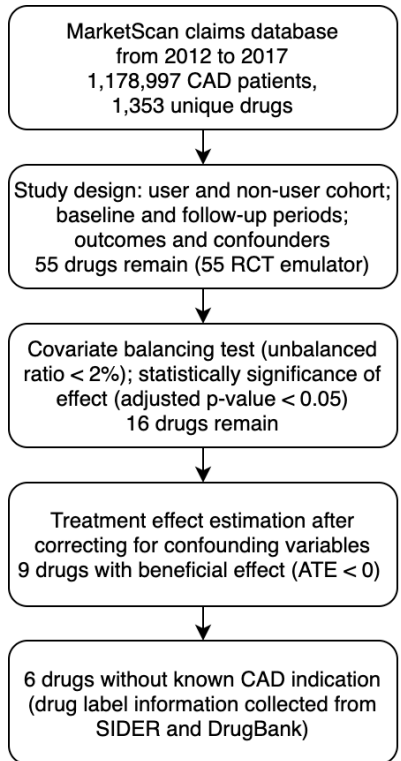 MarketScan claims database
from 2012 to 2017
1,178,997 CAD patients,
1,353 unique drugs
Study design: user and non-user cohort;
baseline and follow-up periods;
outcomes and confounders
55 drugs remain (55 RCT emulator)
Covariate balancing test (unbalanced
ratio < 2%); statistically significance of
effect (adjusted p-value < 0.05)
16 drugs remain
Treatment effect estimation after
correcting for confounding variables
9 drugs with beneficial effect (ATE < 0)
6 drugs without known CAD indication
(drug label information collected from
SIDER and DrugBank)